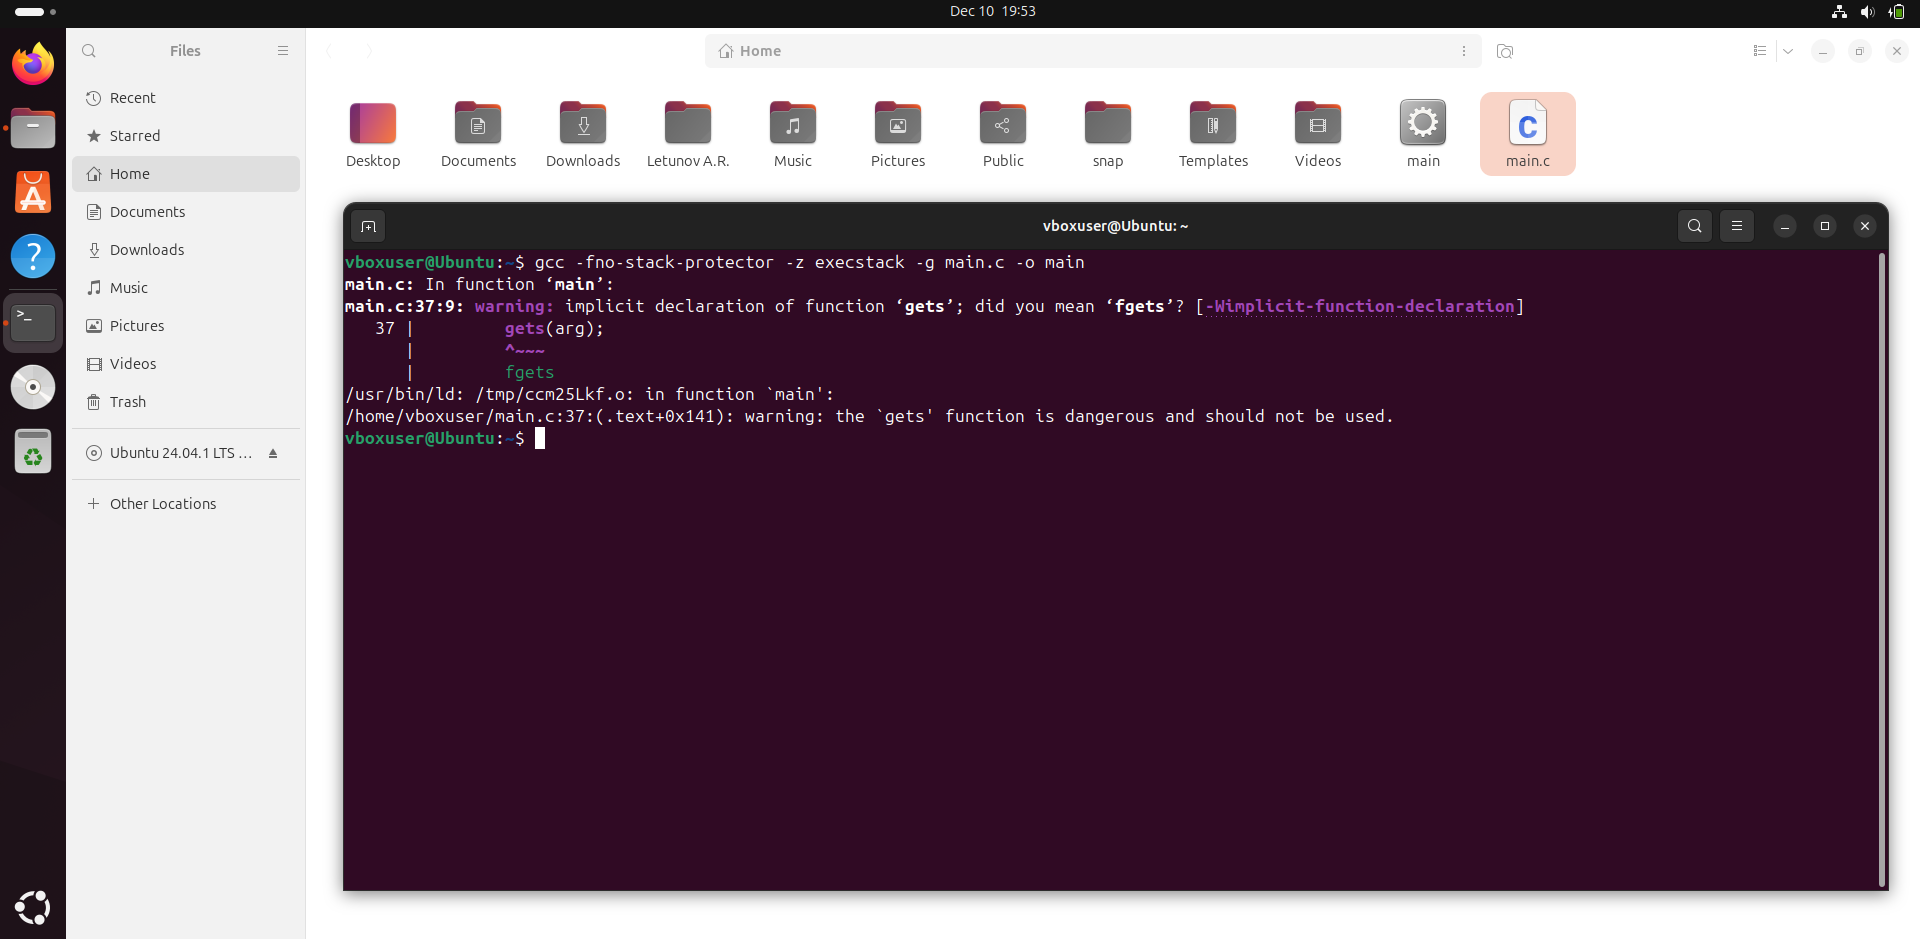 Dec 10 19:53
Files
Home
Recent
Starred
Home
Documents
Downloads
Music
Pictures
Videos
Trash
Ubuntu 24.04.1 LTS …
Other Locations
Desktop
Documents
Downloads
Letunov A.R.
Music
Pictures
Public
snap
Templates
Videos
main
main.c
vboxuser@Ubuntu: ~
vboxuser@Ubuntu:~$ gcc -fno-stack-protector -z execstack -g main.c -o main
main.c: In function ‘main’:
main.c:37:9: warning: implicit declaration of function ‘gets’; did you mean ‘fgets’? [-Wimplicit-function-declaration]
   37 |         gets(arg);
      |         ^~~~
      |         fgets
/usr/bin/ld: /tmp/ccm25Lkf.o: in function `main':
/home/vboxuser/main.c:37:(.text+0x141): warning: the `gets' function is dangerous and should not be used.
vboxuser@Ubuntu:~$